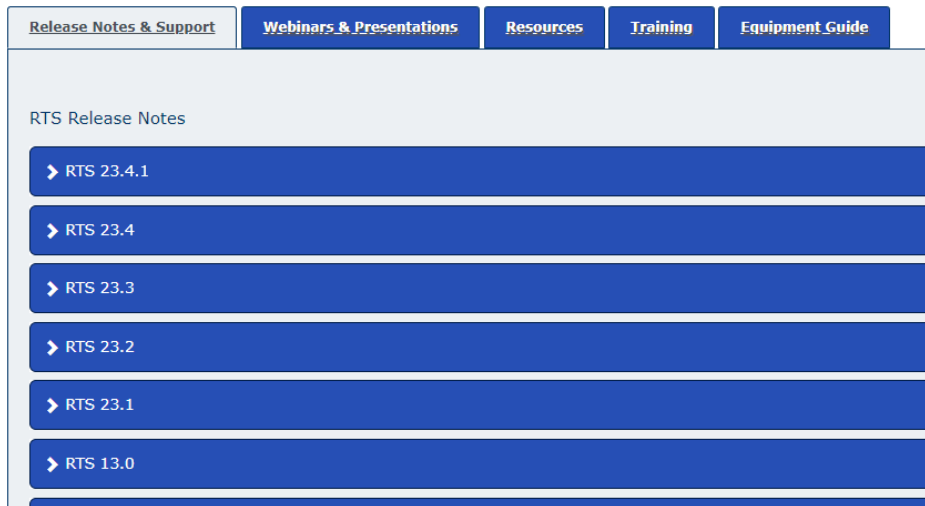 Release Notes & Support Webinars & Presentations Resources Training Equipment Guide
RTS Release Notes
RTS 23.4.1
RTS 23.4
RTS 23.3
RTS 23.2
RTS 23.1
RTS 13.0